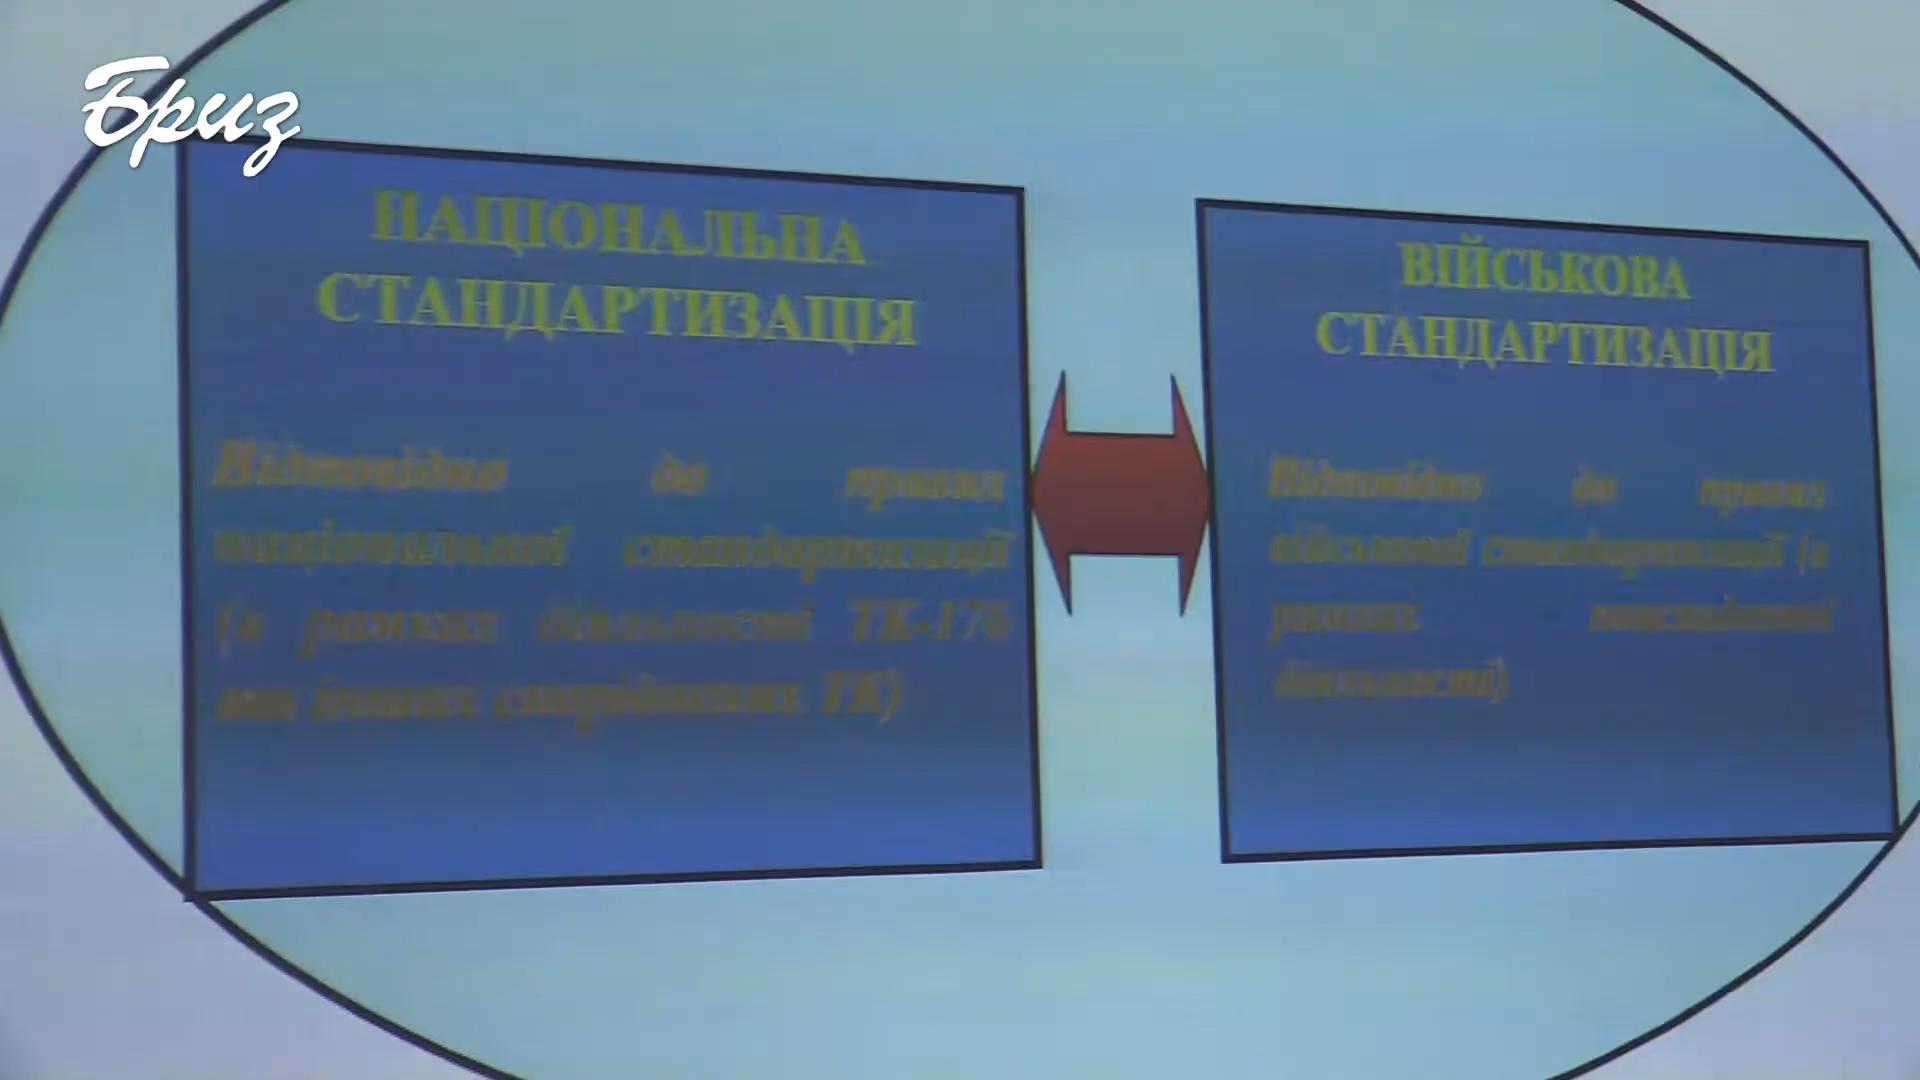 Бриз
НАЦІОНАЛЬНА
СТАНДАРТИЗАЦІЯ
Відповідно до правил
національної стандартизації
(в рамках діяльності ТК-176
та інших споріднених ТК)
ВІЙСЬКОВА
СТАНДАРТИЗАЦІЯ
Відповідно до правил
військової стандартизації (в
рамках
діяльності)